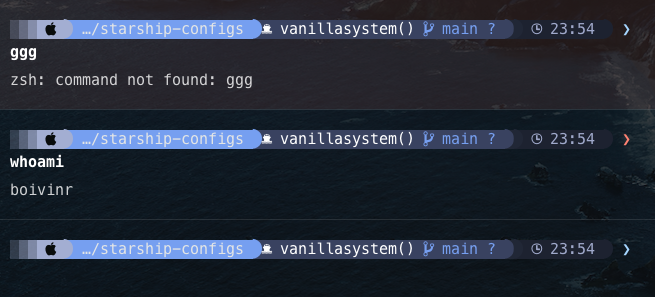 …/starship-configs vanillasystem() main ? 23:54 ❯
ggg
zsh: command not found: ggg
…/starship-configs vanillasystem() main ? 23:54 ❯
whoami
boivinr
…/starship-configs vanillasystem() main ? 23:54 ❯